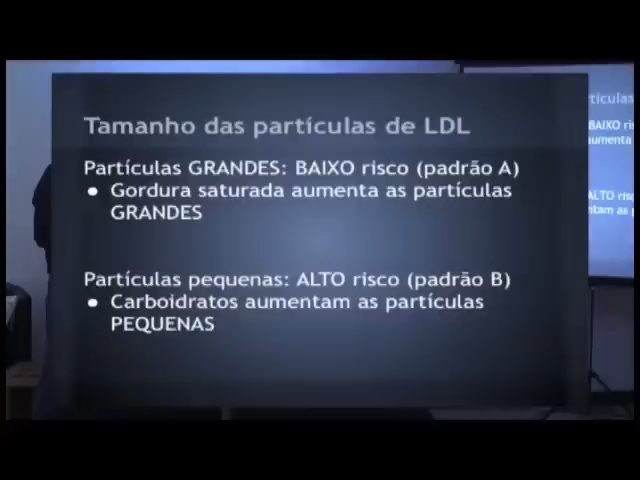 Tamanho das partículas de LDL
Partículas GRANDES: BAIXO risco (padrão A)
● Gordura saturada aumenta as partículas
GRANDES
Partículas pequenas: ALTO risco (padrão B)
● Carboidratos aumentam as partículas
PEQUENAS